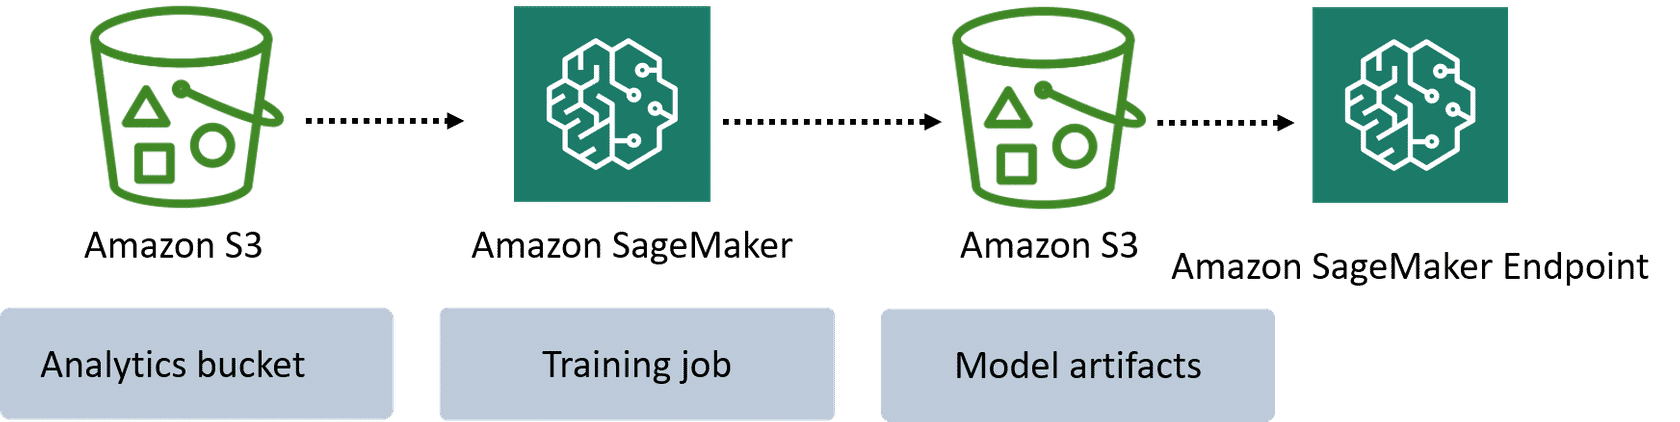 Amazon S3
Amazon SageMaker
Amazon S3
Amazon SageMaker Endpoint
Analytics bucket
Training job
Model artifacts